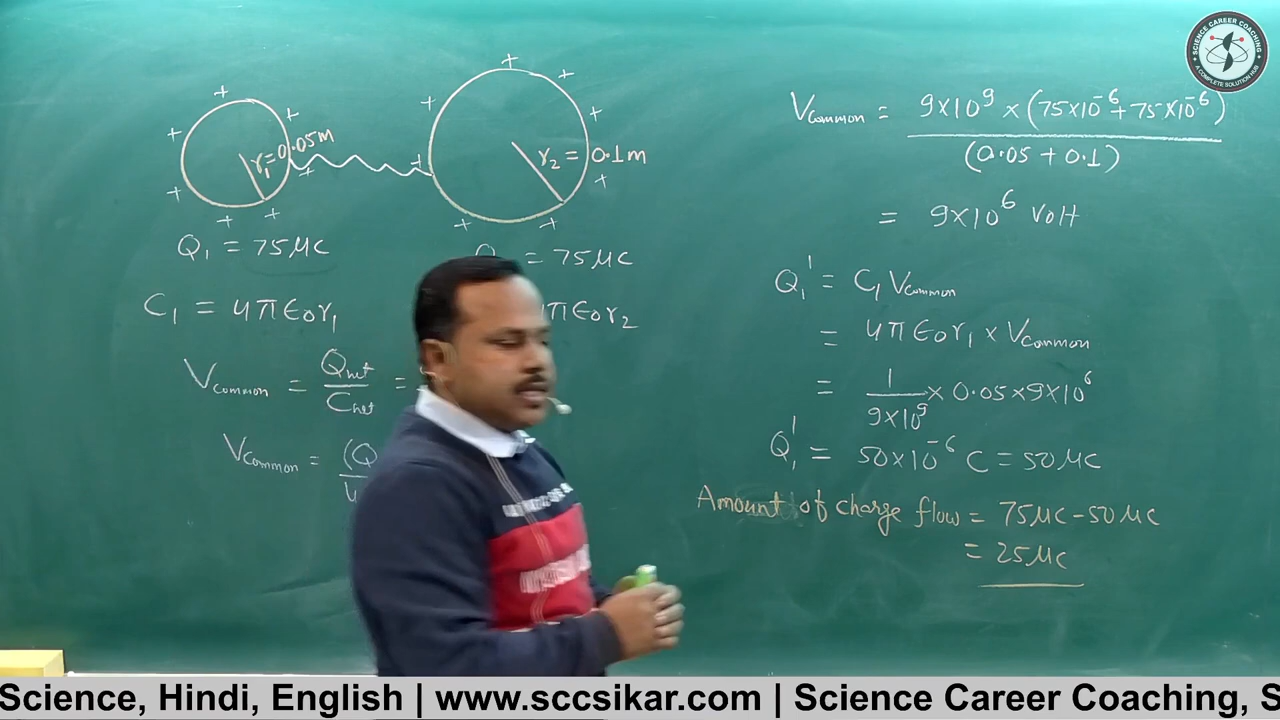 SCIENCE CAREER COACHING
A COMPLETE SOLUTION HUB
r₁=0.05m
r₂ = 0.1m
Q₁ = 75μC
Q = 75μC
C₁ = 4πϵ₀r₁
πϵ₀r₂
V_common = Q_net/C_net =
V_common = (Q
V_common = 9×10⁹ × (75×10⁻⁶+75×10⁻⁶)
(0.05 + 0.1)
= 9×10⁶ Volt
Q₁' = C₁ V_common
= 4πϵ₀r₁ × V_common
= 1/9×10⁹ × 0.05×9×10⁶
Q₁' = 50×10⁻⁶ C = 50μC
Amount of charge flow = 75μC-50μC
= 25μC
Science, Hindi, English | www.sccsikar.com | Science Career Coaching, S